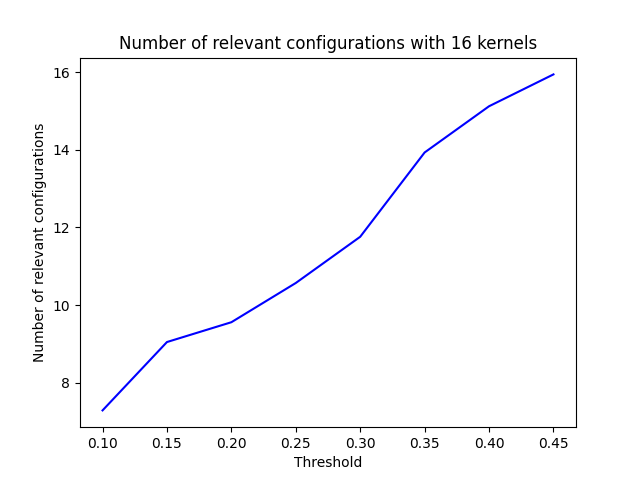 Number of relevant configurations with 16 kernels
Number of relevant configurations
16
14
12
10
8
0.10 0.15 0.20 0.25 0.30 0.35 0.40 0.45
Threshold